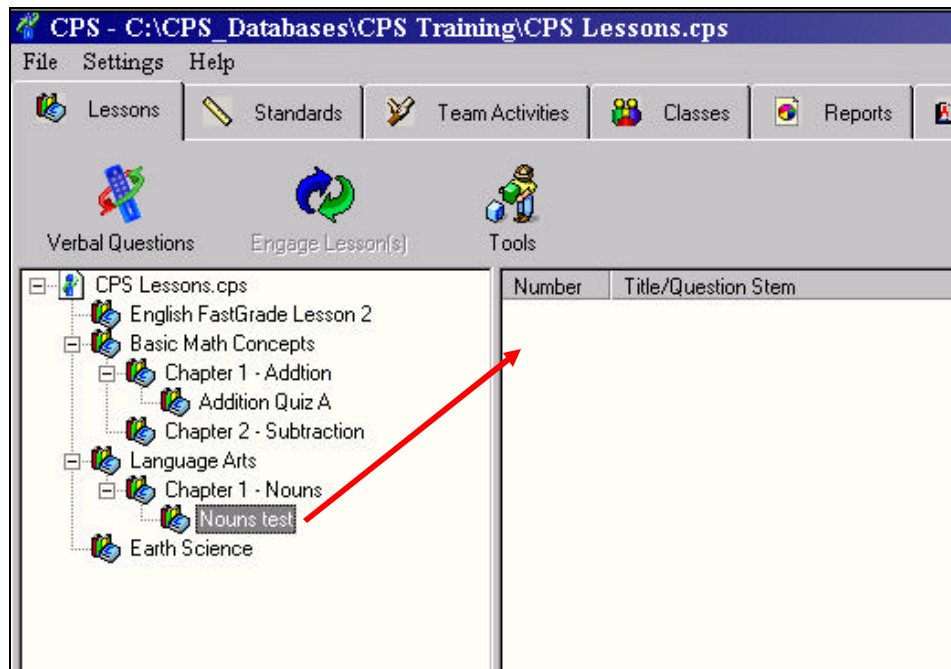 CPS - C:\CPS_Databases\CPS Training\CPS Lessons.cps
File Settings Help
Lessons Standards Team Activities Classes Reports
Verbal Questions Engage Lesson(s) Tools
CPS Lessons.cps
English FastGrade Lesson 2
Basic Math Concepts
Chapter 1 - Addtion
Addition Quiz A
Chapter 2 - Subtraction
Language Arts
Chapter 1 - Nouns
Nouns test
Earth Science
Number Title/Question Stem